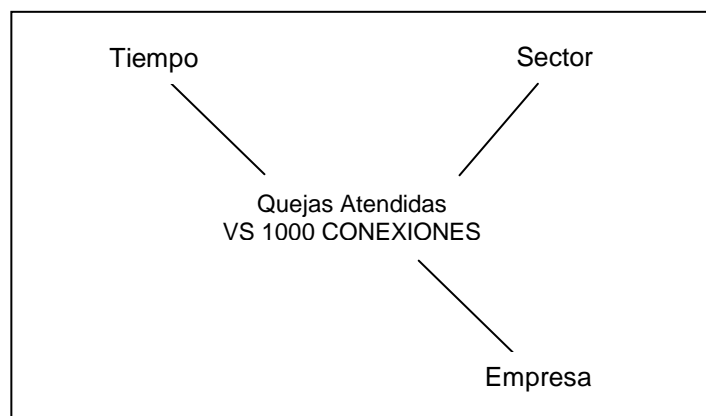 Tiempo
Sector
Quejas Atendidas
VS 1000 CONEXIONES
Empresa